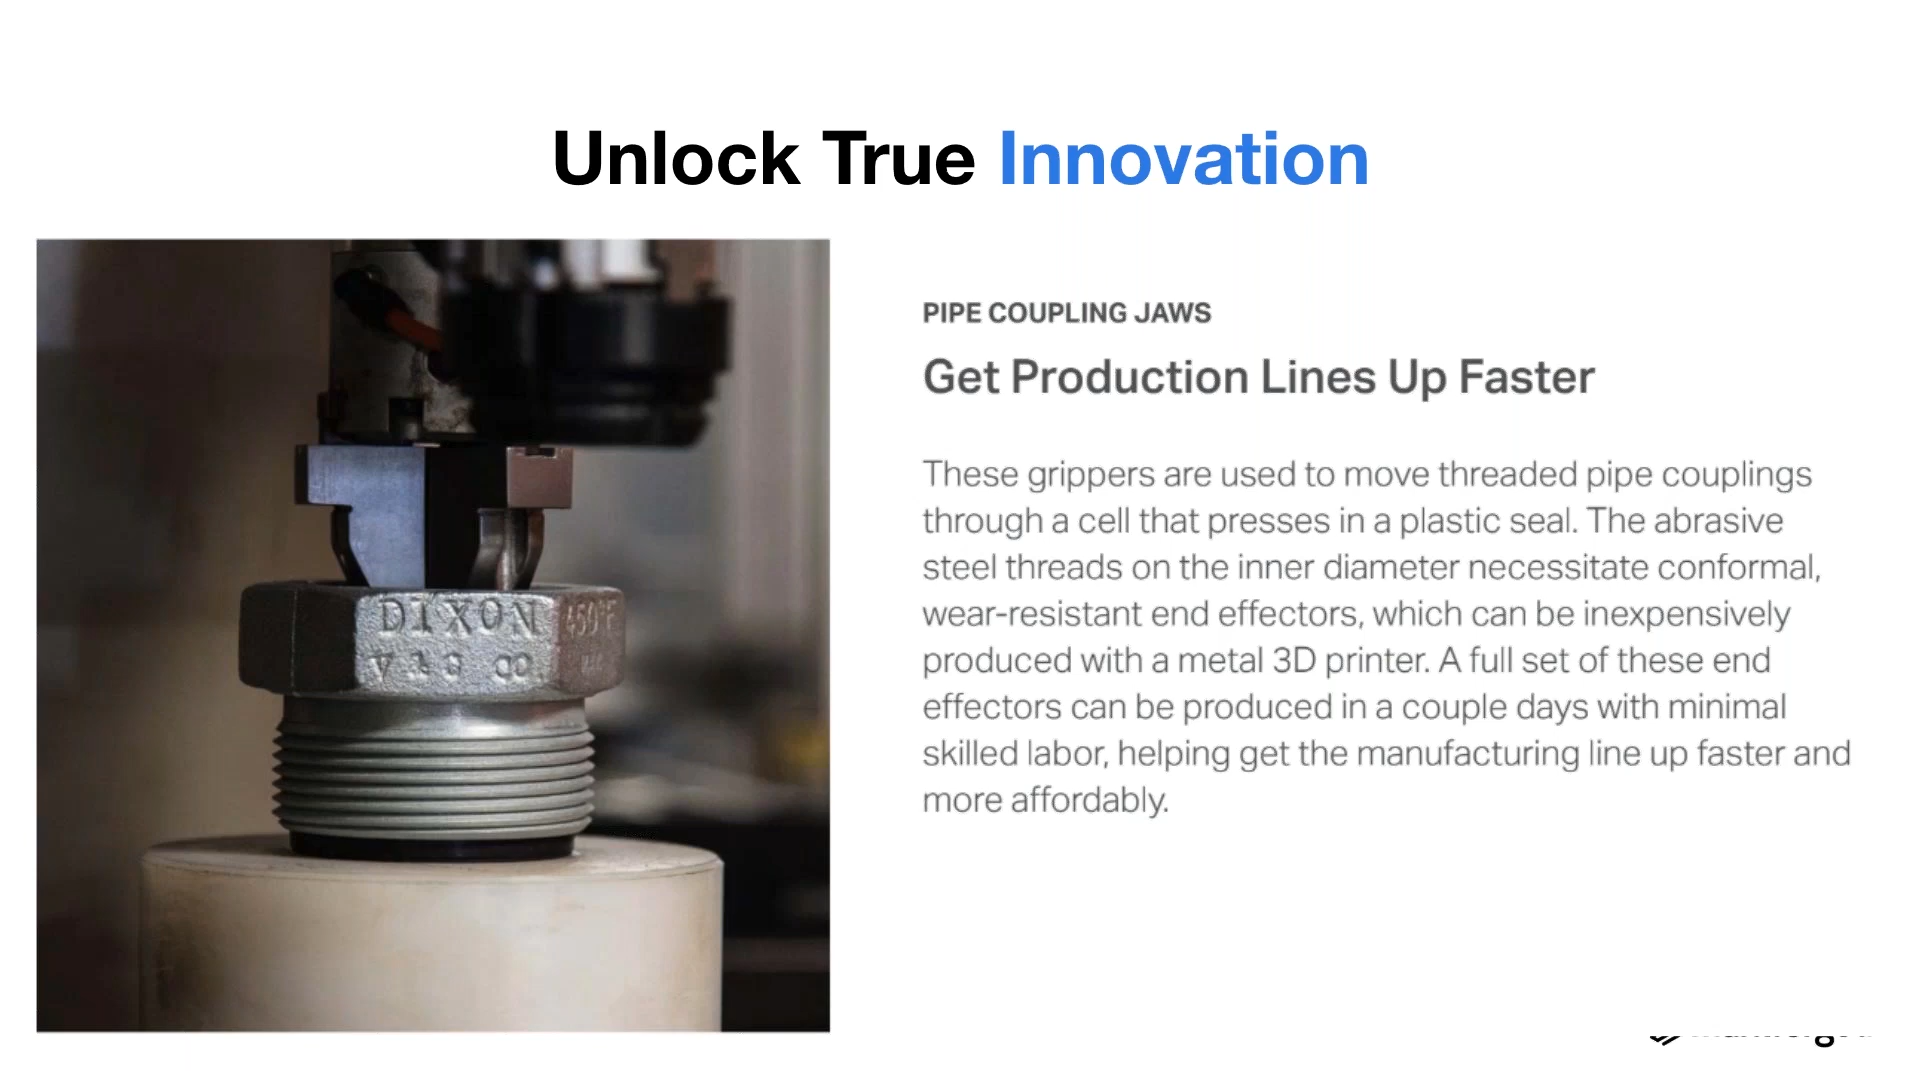 Unlock True Innovation
DIXON
450°F
PIPE COUPLING JAWS
Get Production Lines Up Faster
These grippers are used to move threaded pipe couplings
through a cell that presses in a plastic seal. The abrasive
steel threads on the inner diameter necessitate conformal,
wear-resistant end effectors, which can be inexpensively
produced with a metal 3D printer. A full set of these end
effectors can be produced in a couple days with minimal
skilled labor, helping get the manufacturing line up faster and
more affordably.